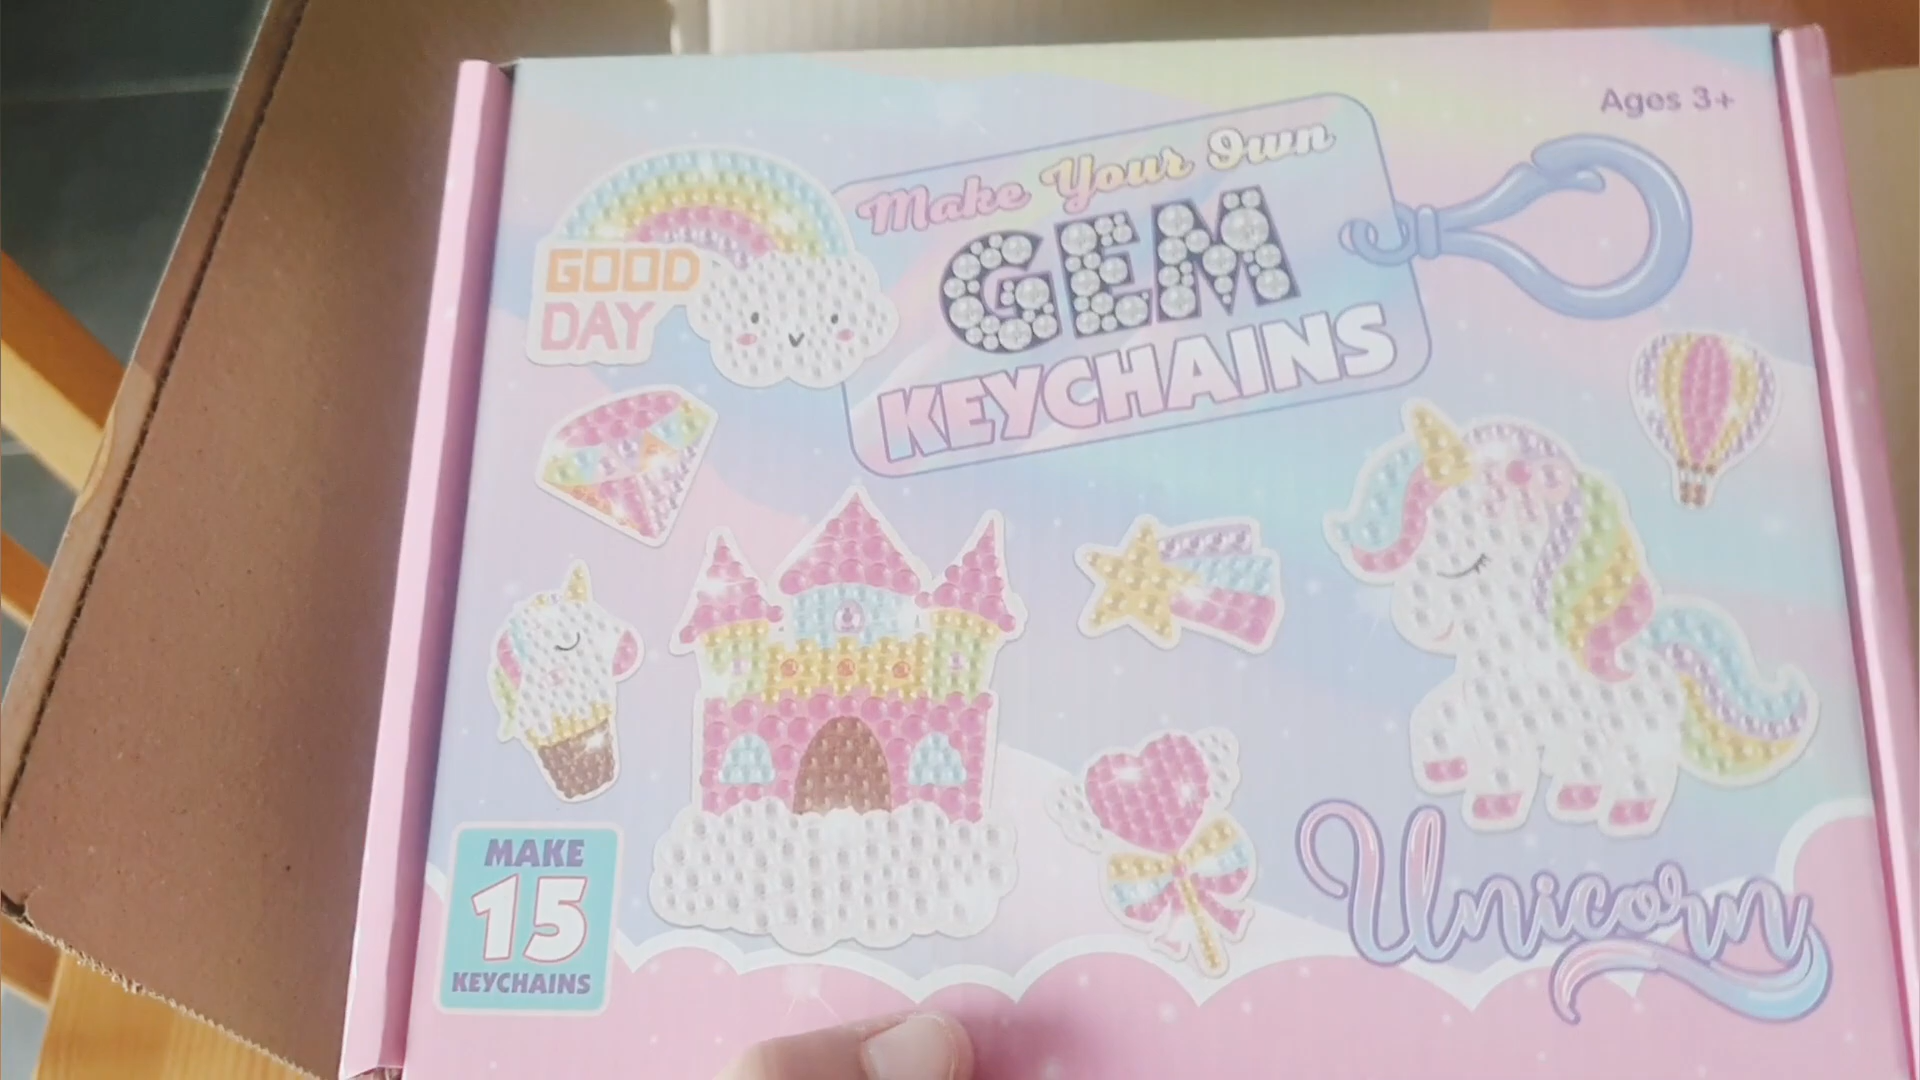 Ages 3+
Make Your Own
GEM
KEYCHAINS
GOOD
DAY
MAKE
15
KEYCHAINS
Unicorn